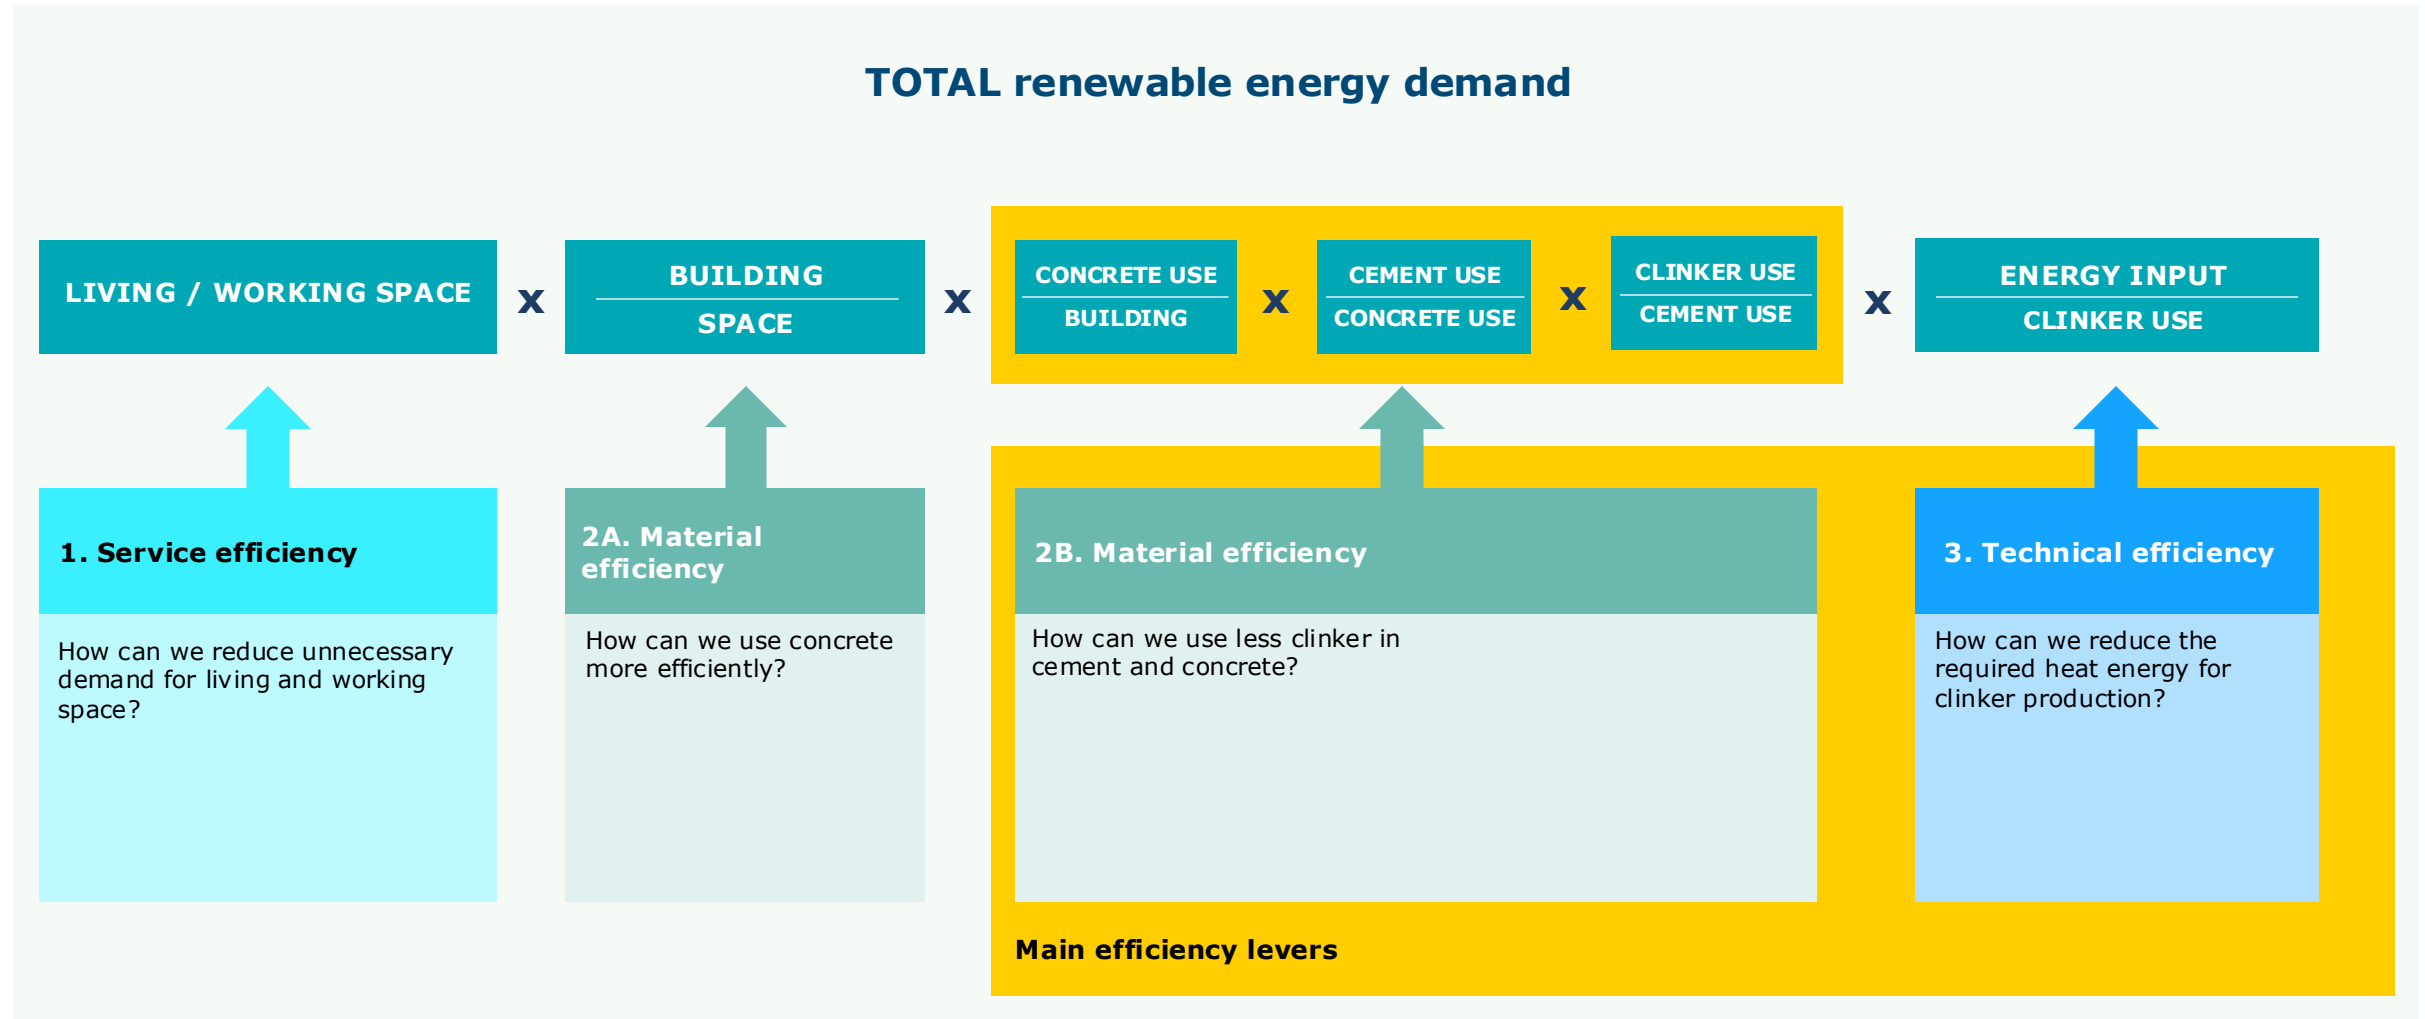 TOTAL renewable energy demand
LIVING / WORKING SPACE
x
BUILDING
SPACE
x
CONCRETE USE
BUILDING
x
CEMENT USE
CONCRETE USE
x
CLINKER USE
CEMENT USE
x
ENERGY INPUT
CLINKER USE
1. Service efficiency
How can we reduce unnecessary
demand for living and working
space?
2A. Material
efficiency
How can we use concrete
more efficiently?
2B. Material efficiency
How can we use less clinker in
cement and concrete?
3. Technical efficiency
How can we reduce the
required heat energy for
clinker production?
Main efficiency levers